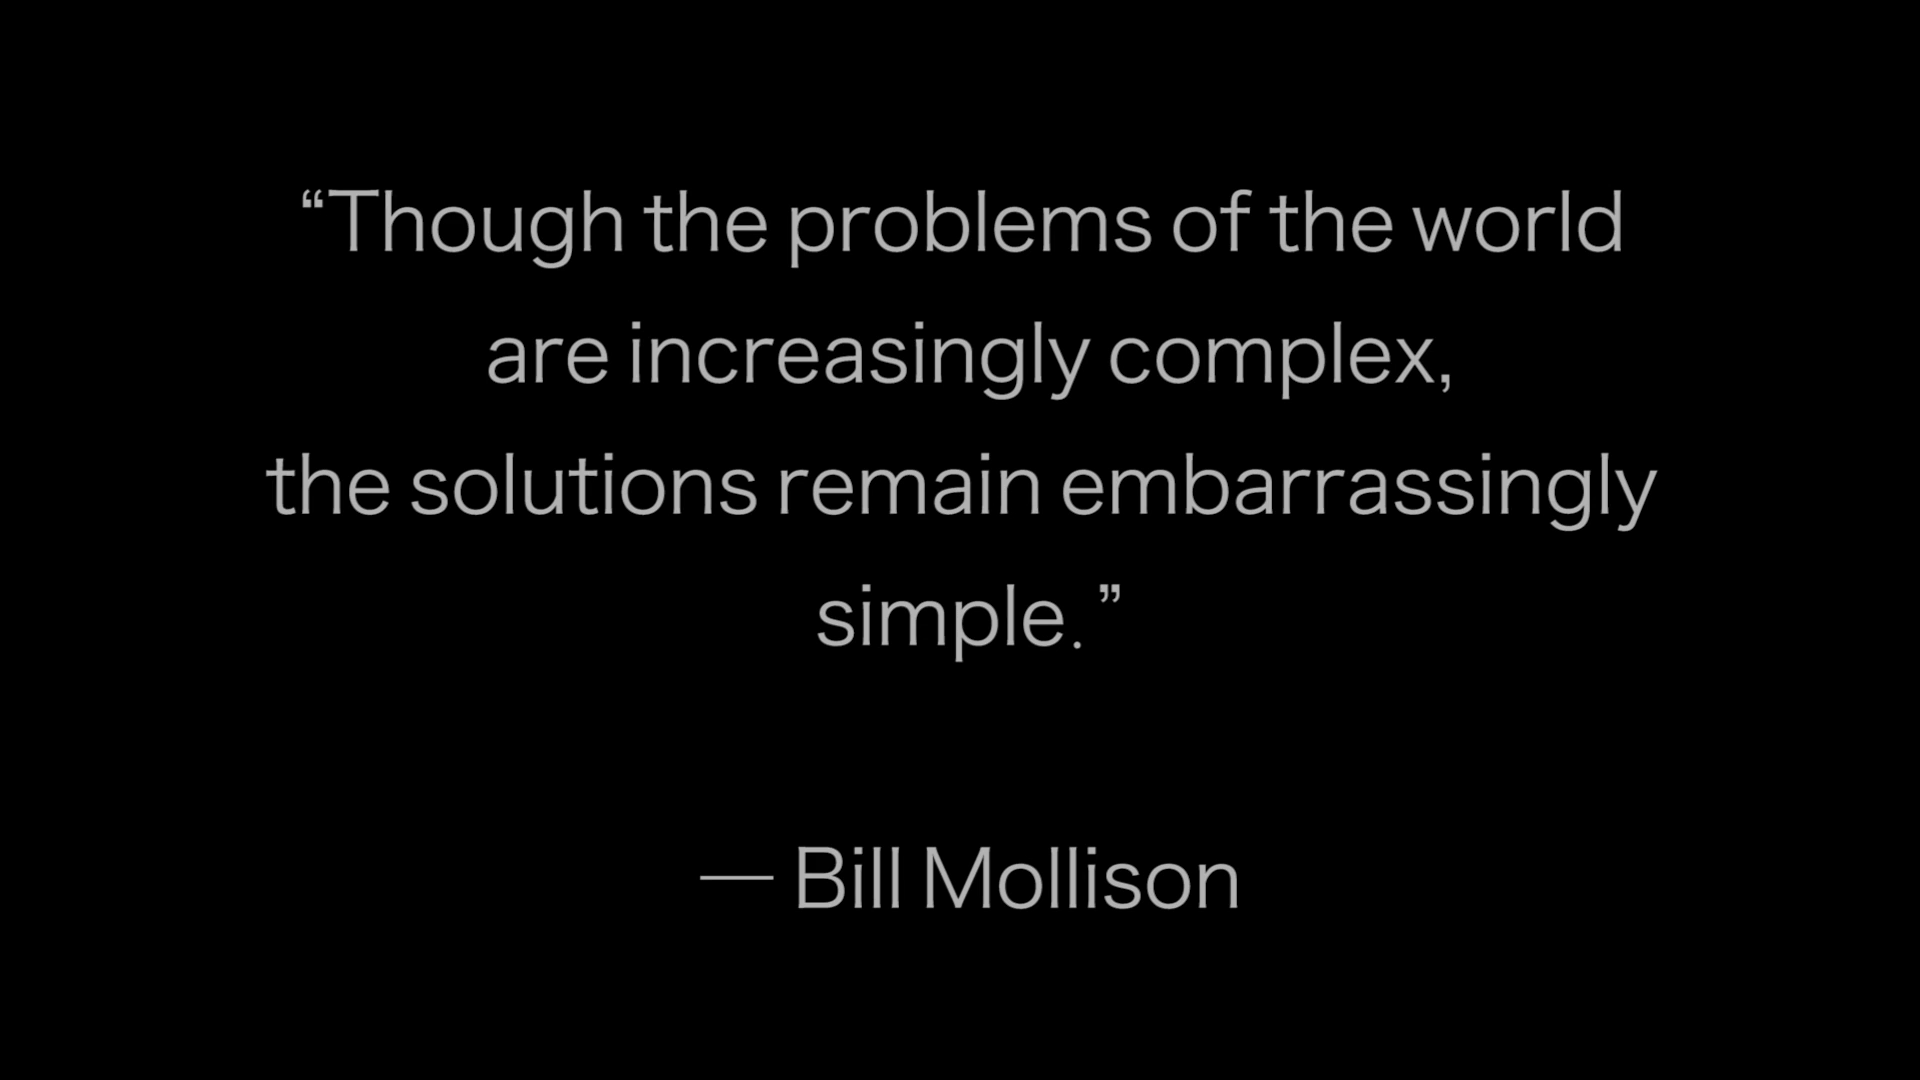 “Though the problems of the world
are increasingly complex,
the solutions remain embarrassingly
simple.”
— Bill Mollison